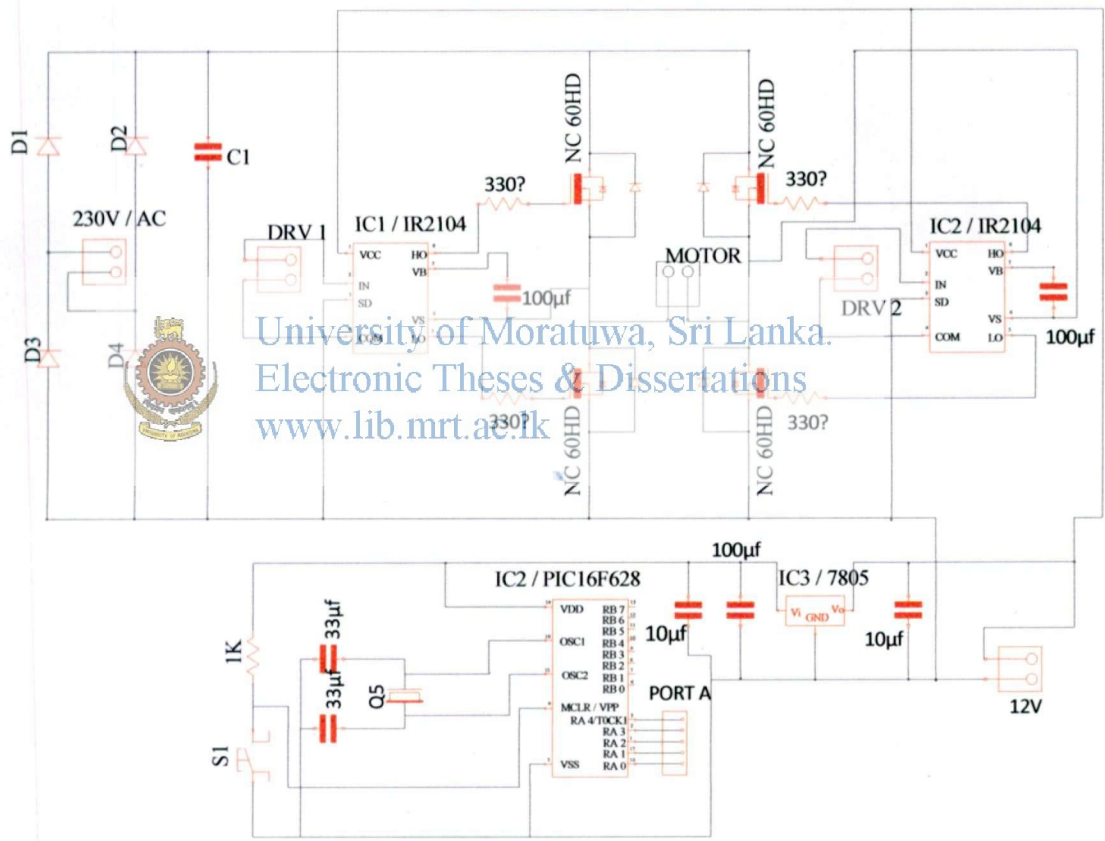 D1
D2
C1
230V / AC
D3
D4
DRV 1
IC1 / IR2104
VCC
IN
SD
COM
HO
VB
VS
LO
330?
100µf
330?
NC 60HD
NC 60HD
NC 60HD
NC 60HD
MOTOR
330?
330?
DRV 2
IC2 / IR2104
VCC
IN
SD
COM
HO
VB
VS
LO
100µf
University of Moratuwa, Sri Lanka.
Electronic Theses & Dissertations
www.lib.mrt.ac.lk
1K
S1
33µf
33µf
Q5
IC2 / PIC16F628
VDD
OSC1
OSC2
MCLR / VPP
RA 4/T0CK1
RA 3
RA 2
RA 1
RA 0
VSS
RB 7
RB 6
RB 5
RB 4
RB 3
RB 2
RB 1
RB 0
PORT A
10µf
100µf
IC3 / 7805
Vi
GND
Vo
10µf
12V